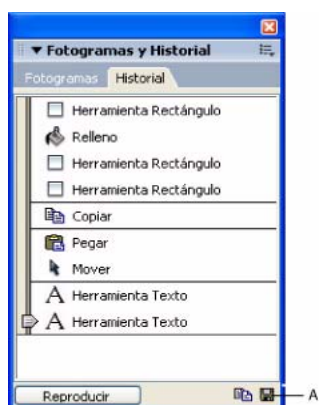 Fotogramas y Historial
Fotogramas Historial
Herramienta Rectángulo
Relleno
Herramienta Rectángulo
Herramienta Rectángulo
Copiar
Pegar
Mover
A Herramienta Texto
A Herramienta Texto
Reproducir
A